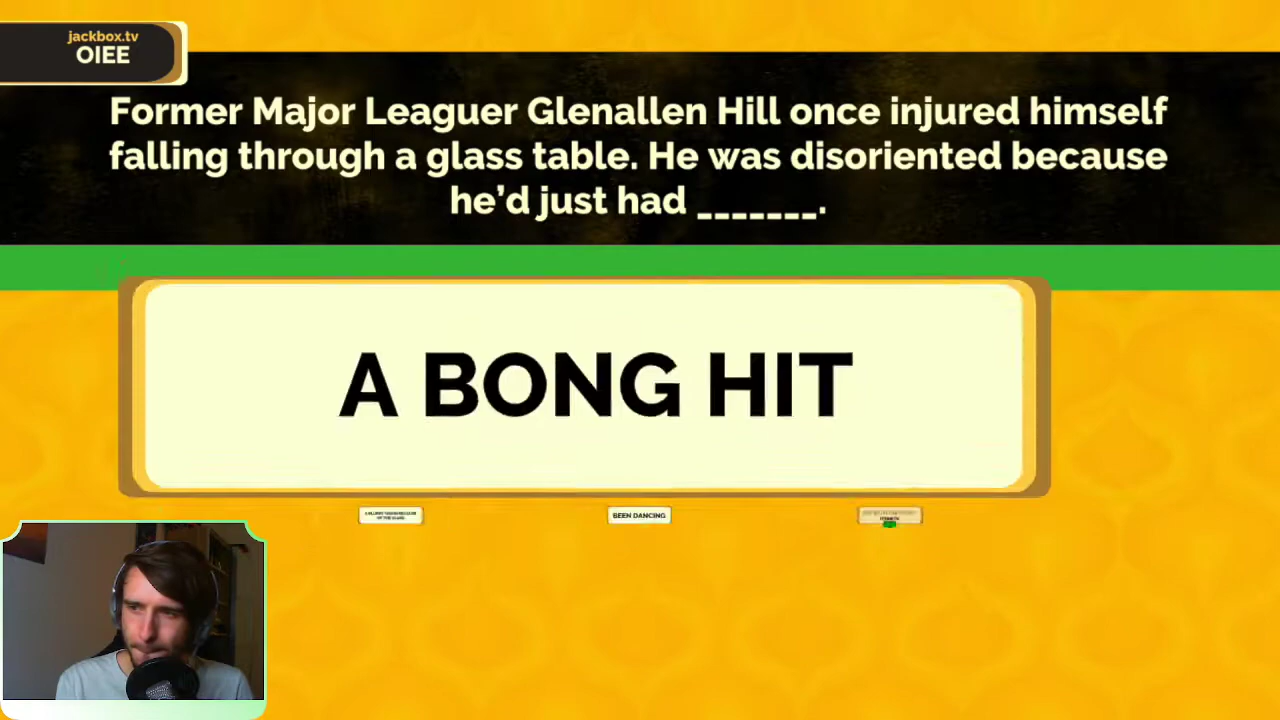 jackbox.tv
OIEE
Former Major Leaguer Glenallen Hill once injured himself
falling through a glass table. He was disoriented because
he’d just had _______.
A BONG HIT
BEEN DANCING